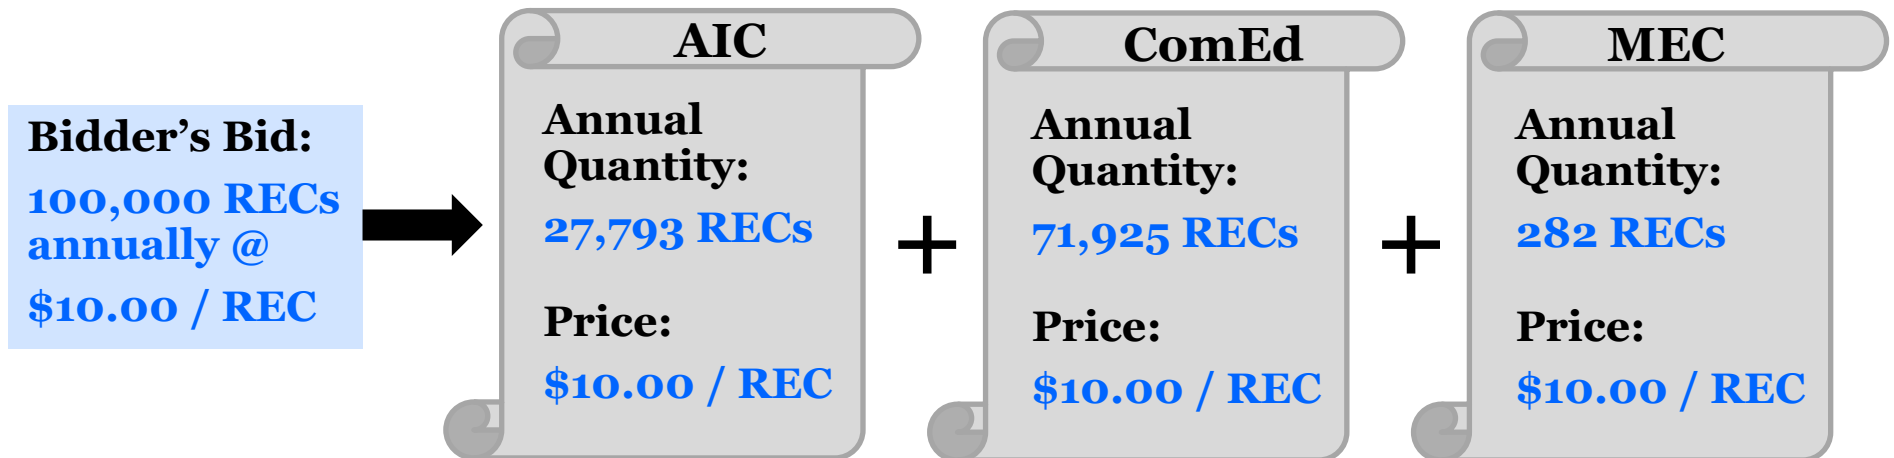 Bidder’s Bid:
100,000 RECs
annually @
$10.00 / REC
AIC
Annual
Quantity:
27,793 RECs
Price:
$10.00 / REC
+
ComEd
Annual
Quantity:
71,925 RECs
Price:
$10.00 / REC
+
MEC
Annual
Quantity:
282 RECs
Price:
$10.00 / REC